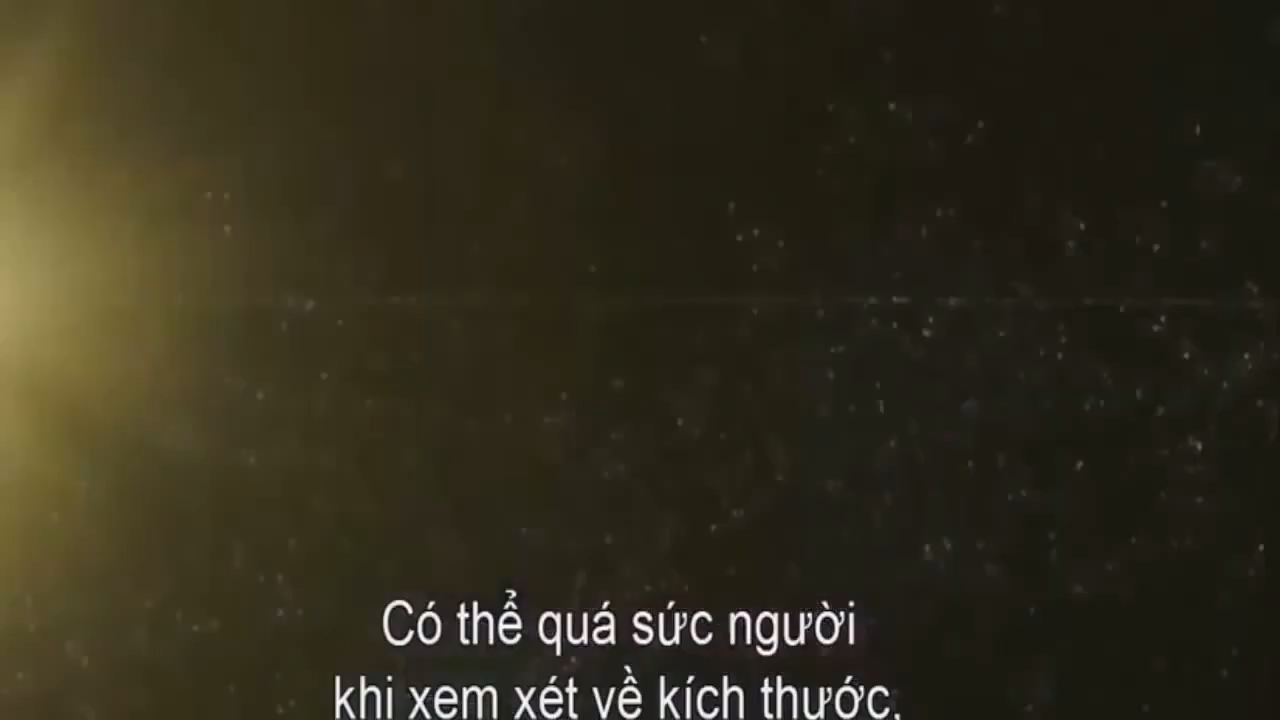 Có thể quá sức người
khi xem xét về kích thước,